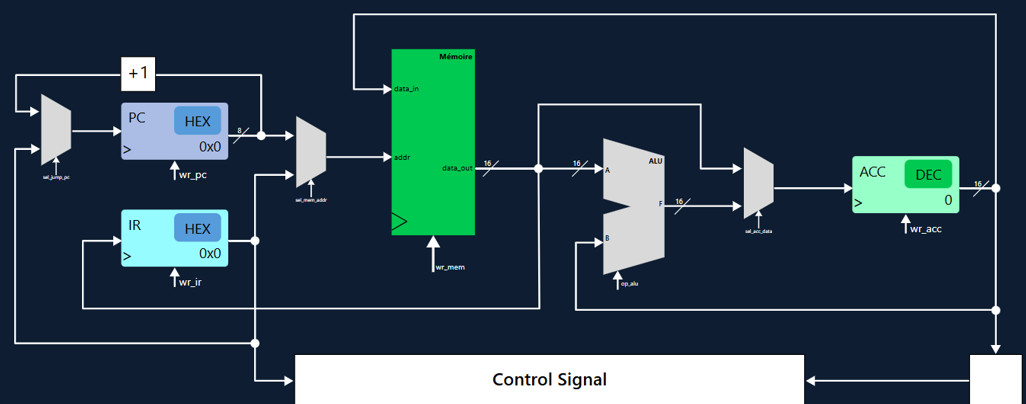 Mémoire
+1
data_in
PC
HEX
0x0
8
wr_pc
sel_jump_pc
addr
data_out
16
sel_mem_addr
wr_mem
IR
HEX
0x0
wr_ir
16
A
ALU
F
B
16
op_alu
sel_acc_data
ACC
DEC
0
16
wr_acc
Control Signal